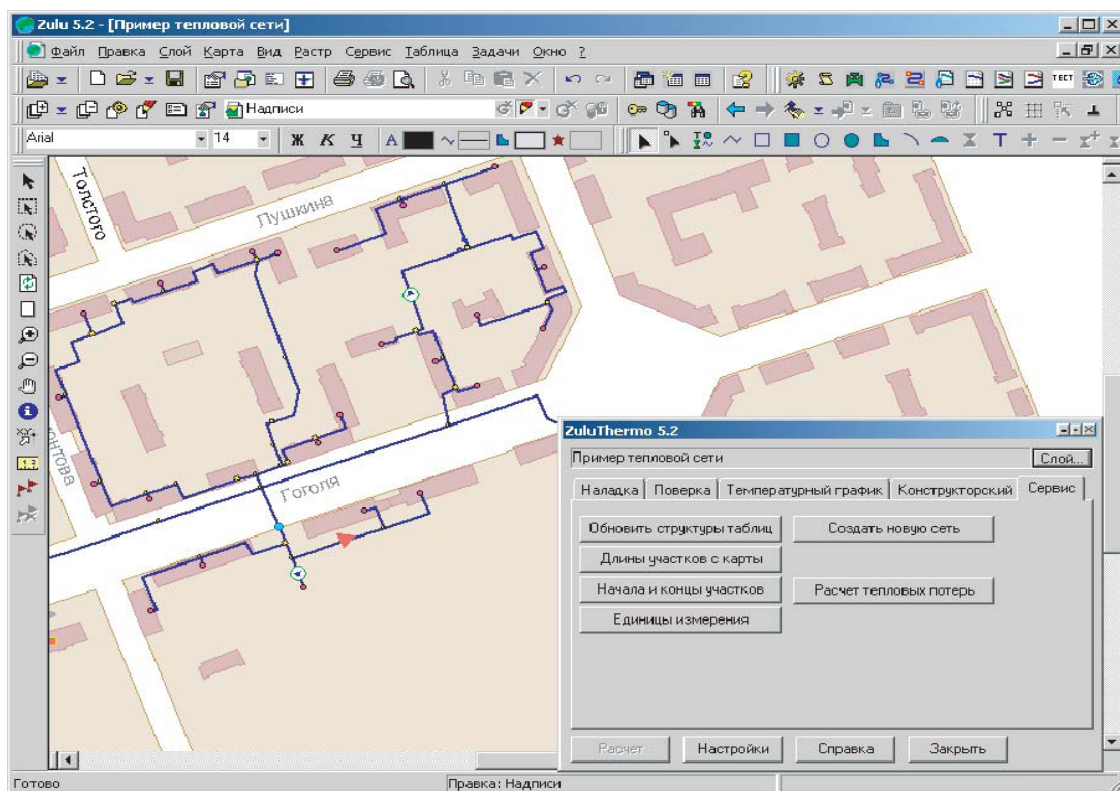 Zulu 5.2 - [Пример тепловой сети]
Файл Правка Слой Карта Вид Растр Сервис Таблица Задачи Окно ?
ТЕСТ
Надписи
Arial 14 Ж К Ч А Т
Толстого
Пушкина
Гоголя
ZuluThermo 5.2
Пример тепловой сети Слой...
Наладка Поверка Температурный график Конструкторский Сервис
Обновить структуры таблиц Создать новую сеть
Длины участков с карты
Начала и концы участков Расчет тепловых потерь
Единицы измерения
Расчет Настройки Справка Закрыть
Готово Правка: Надписи